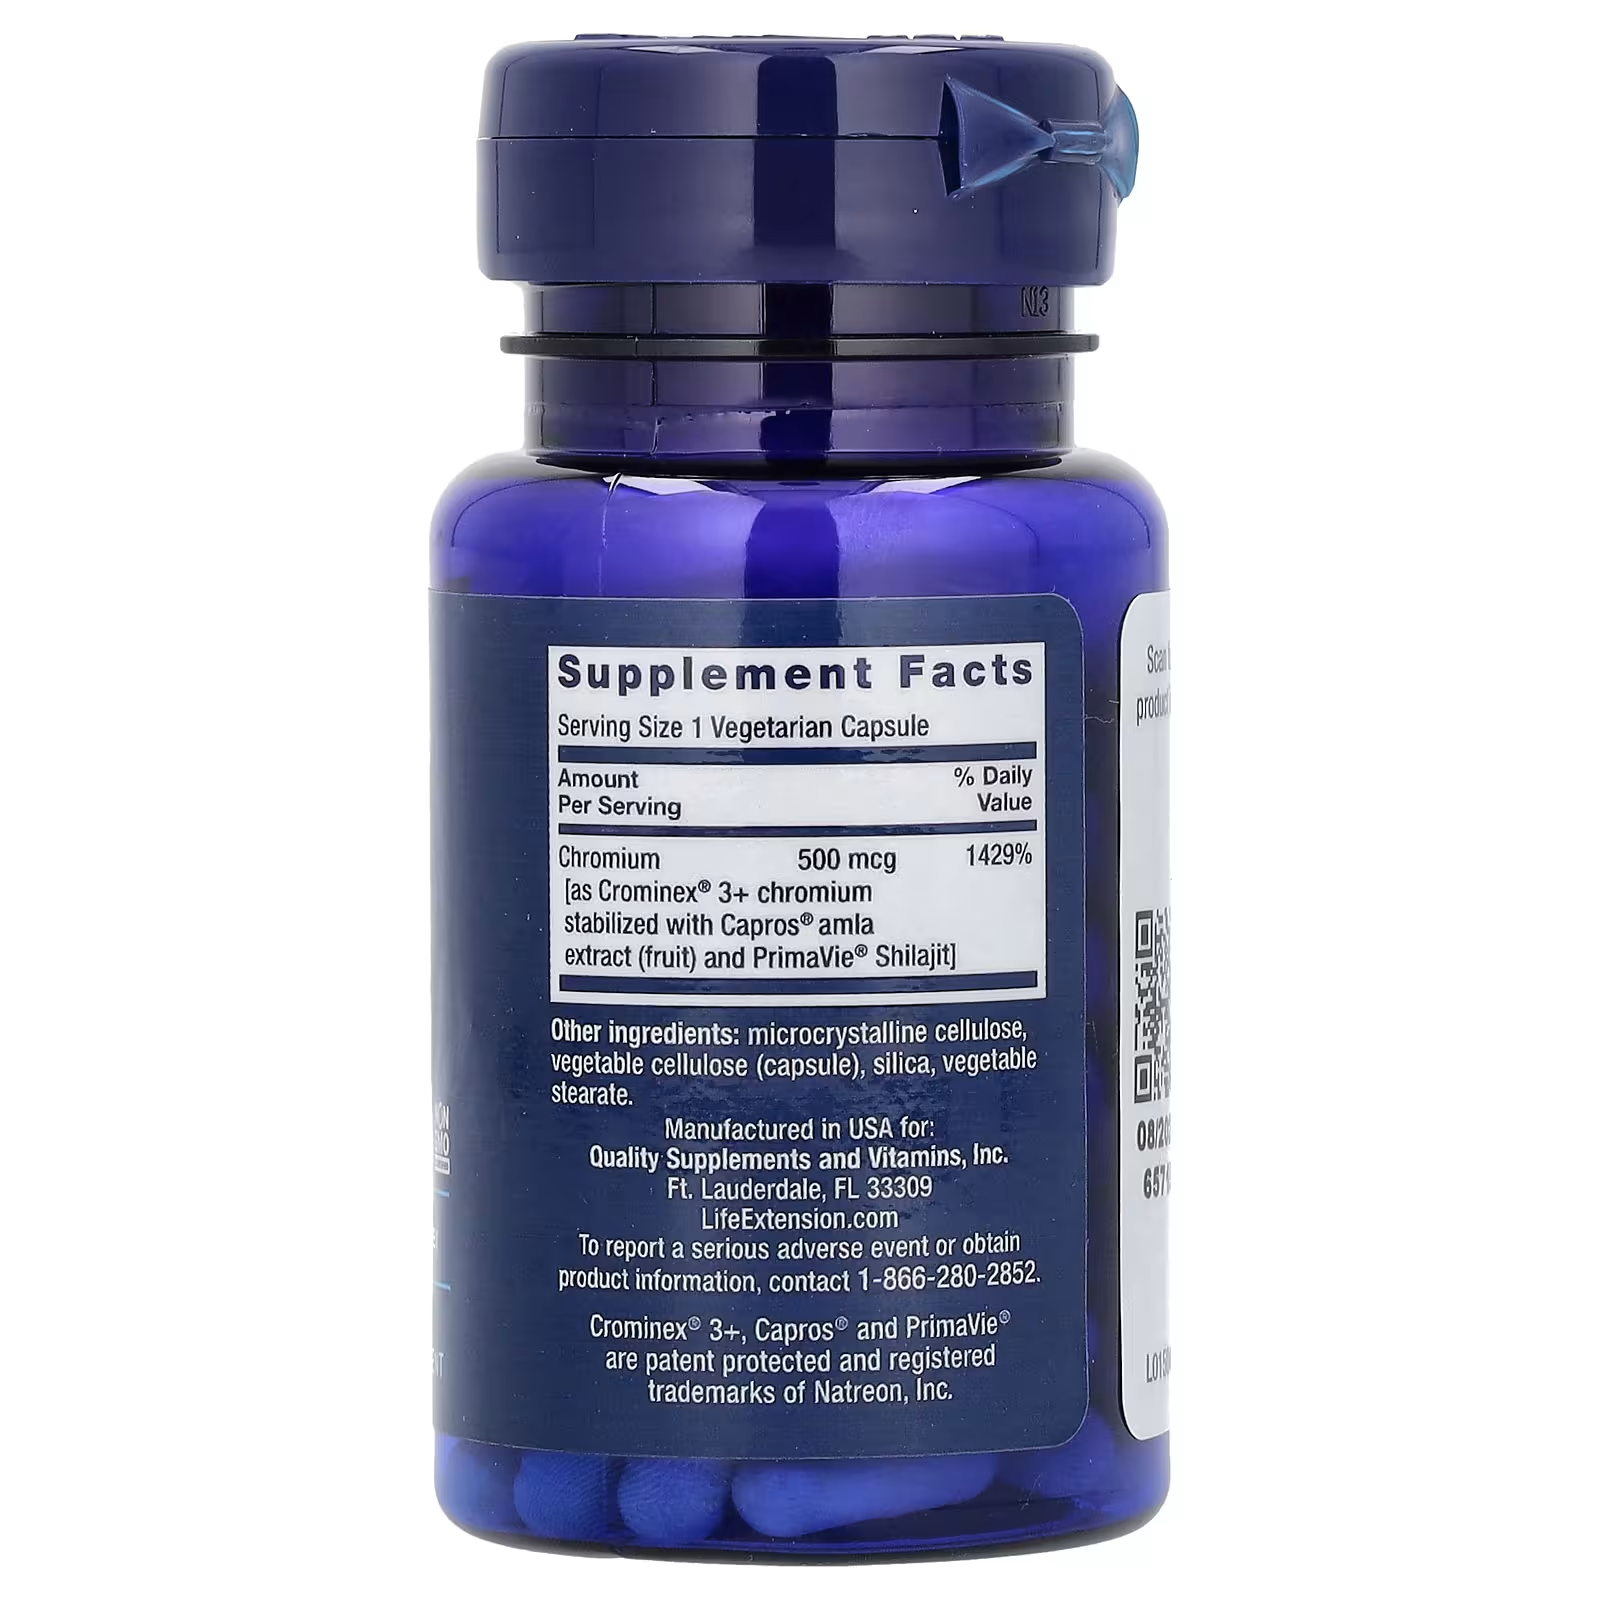 N13
Supplement Facts
Serving Size 1 Vegetarian Capsule
Amount % Daily
Per Serving Value
Chromium 500 mcg 1429%
[as Crominex® 3+ chromium
stabilized with Capros® amla
extract (fruit) and PrimaVie® Shilajit]
Other ingredients: microcrystalline cellulose,
vegetable cellulose (capsule), silica, vegetable
stearate.
Manufactured in USA for:
Quality Supplements and Vitamins, Inc.
Ft. Lauderdale, FL 33309
LifeExtension.com
To report a serious adverse event or obtain
product information, contact 1-866-280-2852.
Crominex® 3+, Capros® and PrimaVie®
are patent protected and registered
trademarks of Natreon, Inc.
NON
Scan
product